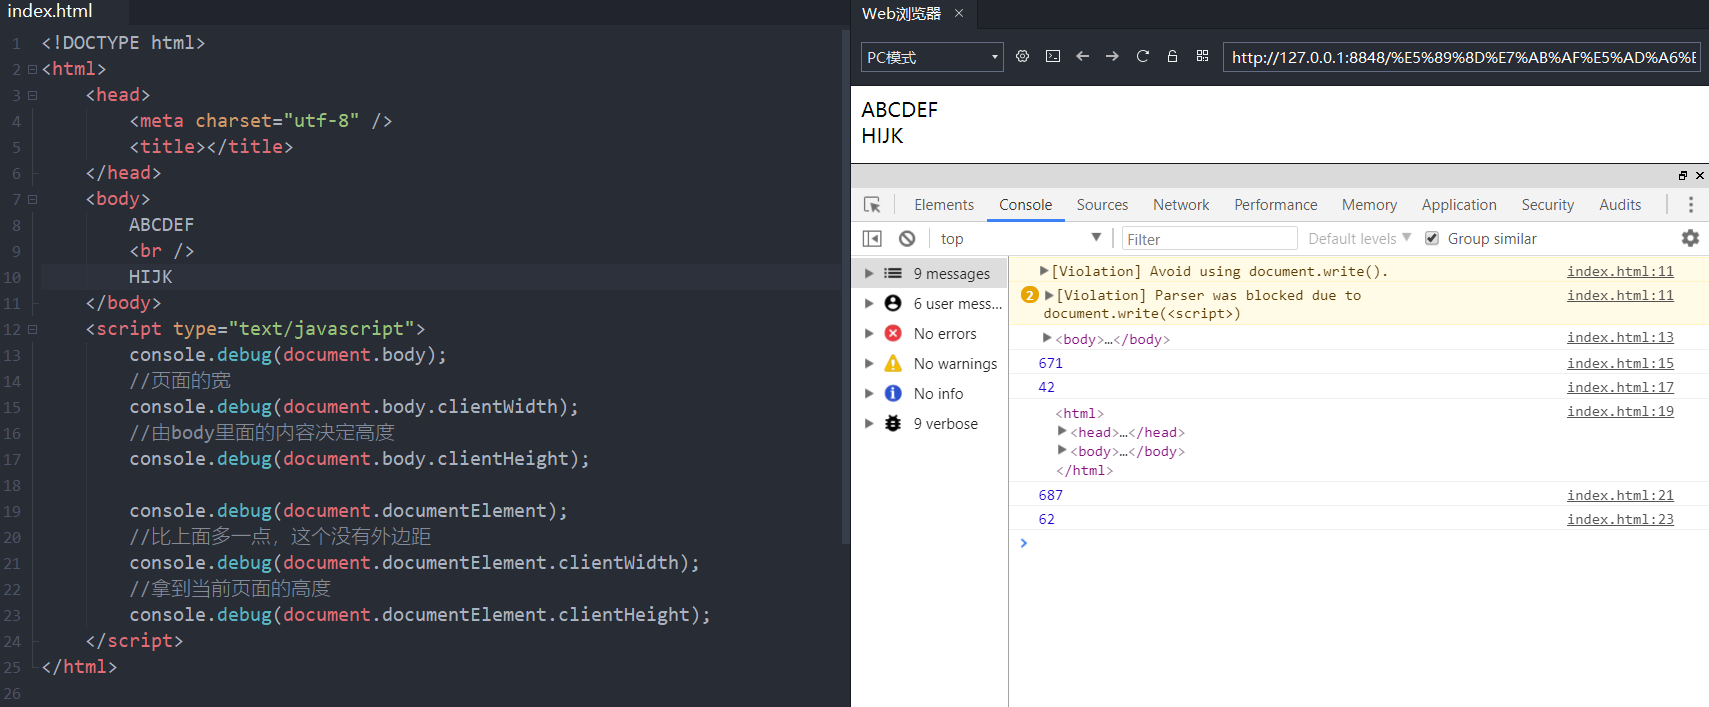 index.html
1 <!DOCTYPE html>
2 <html>
3 <head>
4 <meta charset="utf-8" />
5 <title></title>
6 </head>
7 <body>
8 ABCDEF
9 <br />
10 HIJK
11 </body>
12 <script type="text/javascript">
13 console.debug(document.body);
14 //页面的宽
15 console.debug(document.body.clientWidth);
16 //由body里面的内容决定高度
17 console.debug(document.body.clientHeight);
18
19 console.debug(document.documentElement);
20 //比上面多一点，这个没有外边距
21 console.debug(document.documentElement.clientWidth);
22 //拿到当前页面的高度
23 console.debug(document.documentElement.clientHeight);
24 </script>
25 </html>
26
Web浏览器 ×
PC模式 http://127.0.0.1:8848/%E5%89%8D%E7%AB%AF%E5%AD%A6%E
ABCDEF
HIJK
Elements Console Sources Network Performance Memory Application Security Audits
top Filter Default levels Group similar
9 messages
6 user mess...
No errors
No warnings
No info
9 verbose
[Violation] Avoid using document.write(). index.html:11
2 [Violation] Parser was blocked due to index.html:11
document.write(<script>)
<body>…</body> index.html:13
671 index.html:15
42 index.html:17
<html> index.html:19
<head>…</head>
<body>…</body>
</html>
687 index.html:21
62 index.html:23